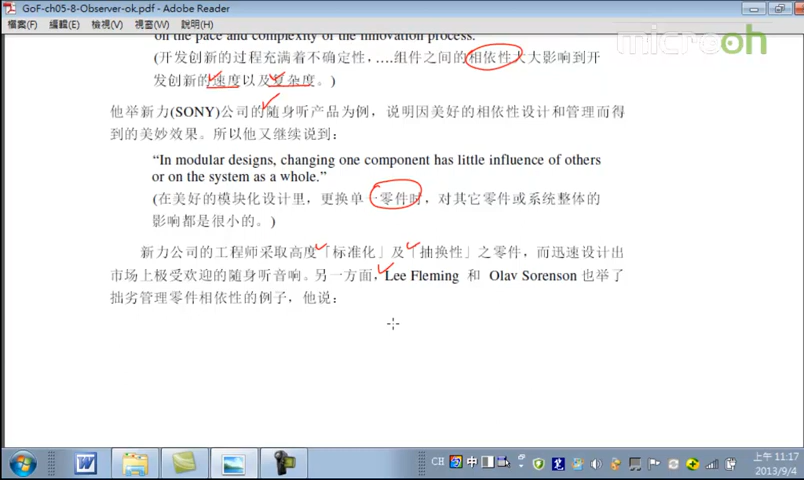 GoF-ch05-8-Observer-ok.pdf - Adobe Reader
檔案(F) 編輯(E) 檢視(V) 視窗(W) 說明(H)
microoh
on the pace and complexity of the innovation process.
(开发创新的过程充满着不确定性，....组件之间的相依性大大影响到开
发创新的速度以及复杂度。)
他举新力(SONY)公司的随身听产品为例，说明因美好的相依性设计和管理而得
到的美妙效果。所以他又继续说到：
“In modular designs, changing one component has little influence of others
or on the system as a whole.”
(在美好的模块化设计里，更换单一零件时，对其它零件或系统整体的
影响都是很小的。)
新力公司的工程师采取高度「标准化」及「抽换性」之零件，而迅速设计出
市场上极受欢迎的随身听音响。另一方面，Lee Fleming 和 Olav Sorenson 也举了
拙劣管理零件相依性的例子，他说：
CH 中 上午 11:17
2013/9/4